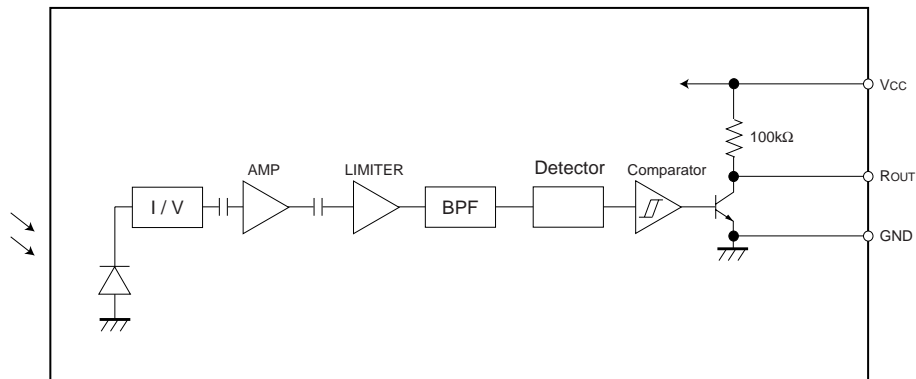 VCC
100kΩ
AMP
LIMITER
Detector
Comparator
ROUT
I / V
BPF
GND